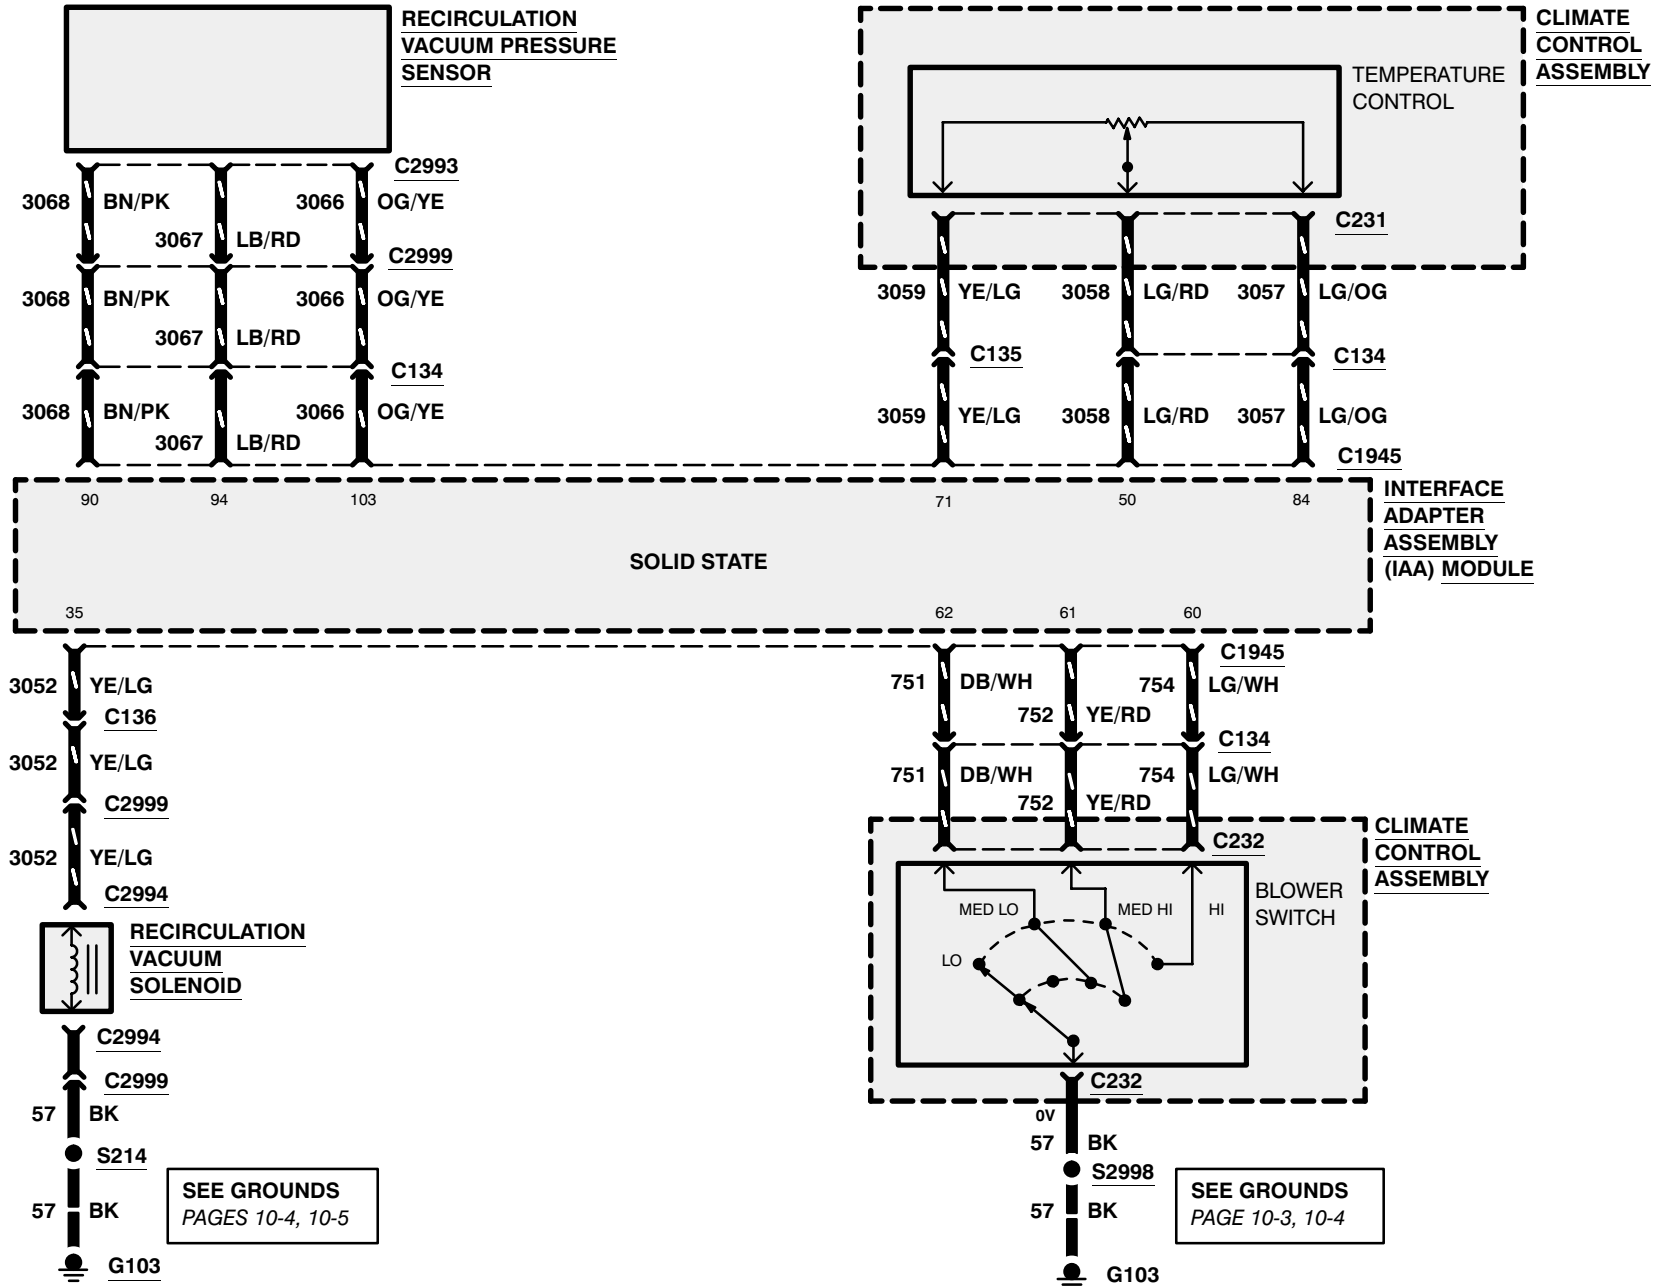 RECIRCULATION
VACUUM PRESSURE
SENSOR
CLIMATE
CONTROL
ASSEMBLY
TEMPERATURE
CONTROL
C2993
3068 BN/PK 3066 OG/YE
3067 LB/RD
C231
C2999
3068 BN/PK 3066 OG/YE
3067 LB/RD
3059 YE/LG 3058 LG/RD 3057 LG/OG
C135 C134
C134
3068 BN/PK 3066 OG/YE
3067 LB/RD
3059 YE/LG 3058 LG/RD 3057 LG/OG
C1945
90 94 103 71 50 84
INTERFACE
ADAPTER
ASSEMBLY
(IAA) MODULE
SOLID STATE
35 62 61 60
3052 YE/LG
C136
3052 YE/LG
C2999
3052 YE/LG
C2994
RECIRCULATION
VACUUM
SOLENOID
C2994
C2999
57 BK
S214
57 BK
G103
SEE GROUNDS
PAGES 10-4, 10-5
C1945
751 DB/WH 754 LG/WH
752 YE/RD
C134
751 DB/WH 754 LG/WH
752 YE/RD
CLIMATE
CONTROL
ASSEMBLY
C232
BLOWER
SWITCH
MED LO MED HI HI
LO
C232
0V
57 BK
S2998
57 BK
G103
SEE GROUNDS
PAGE 10-3, 10-4